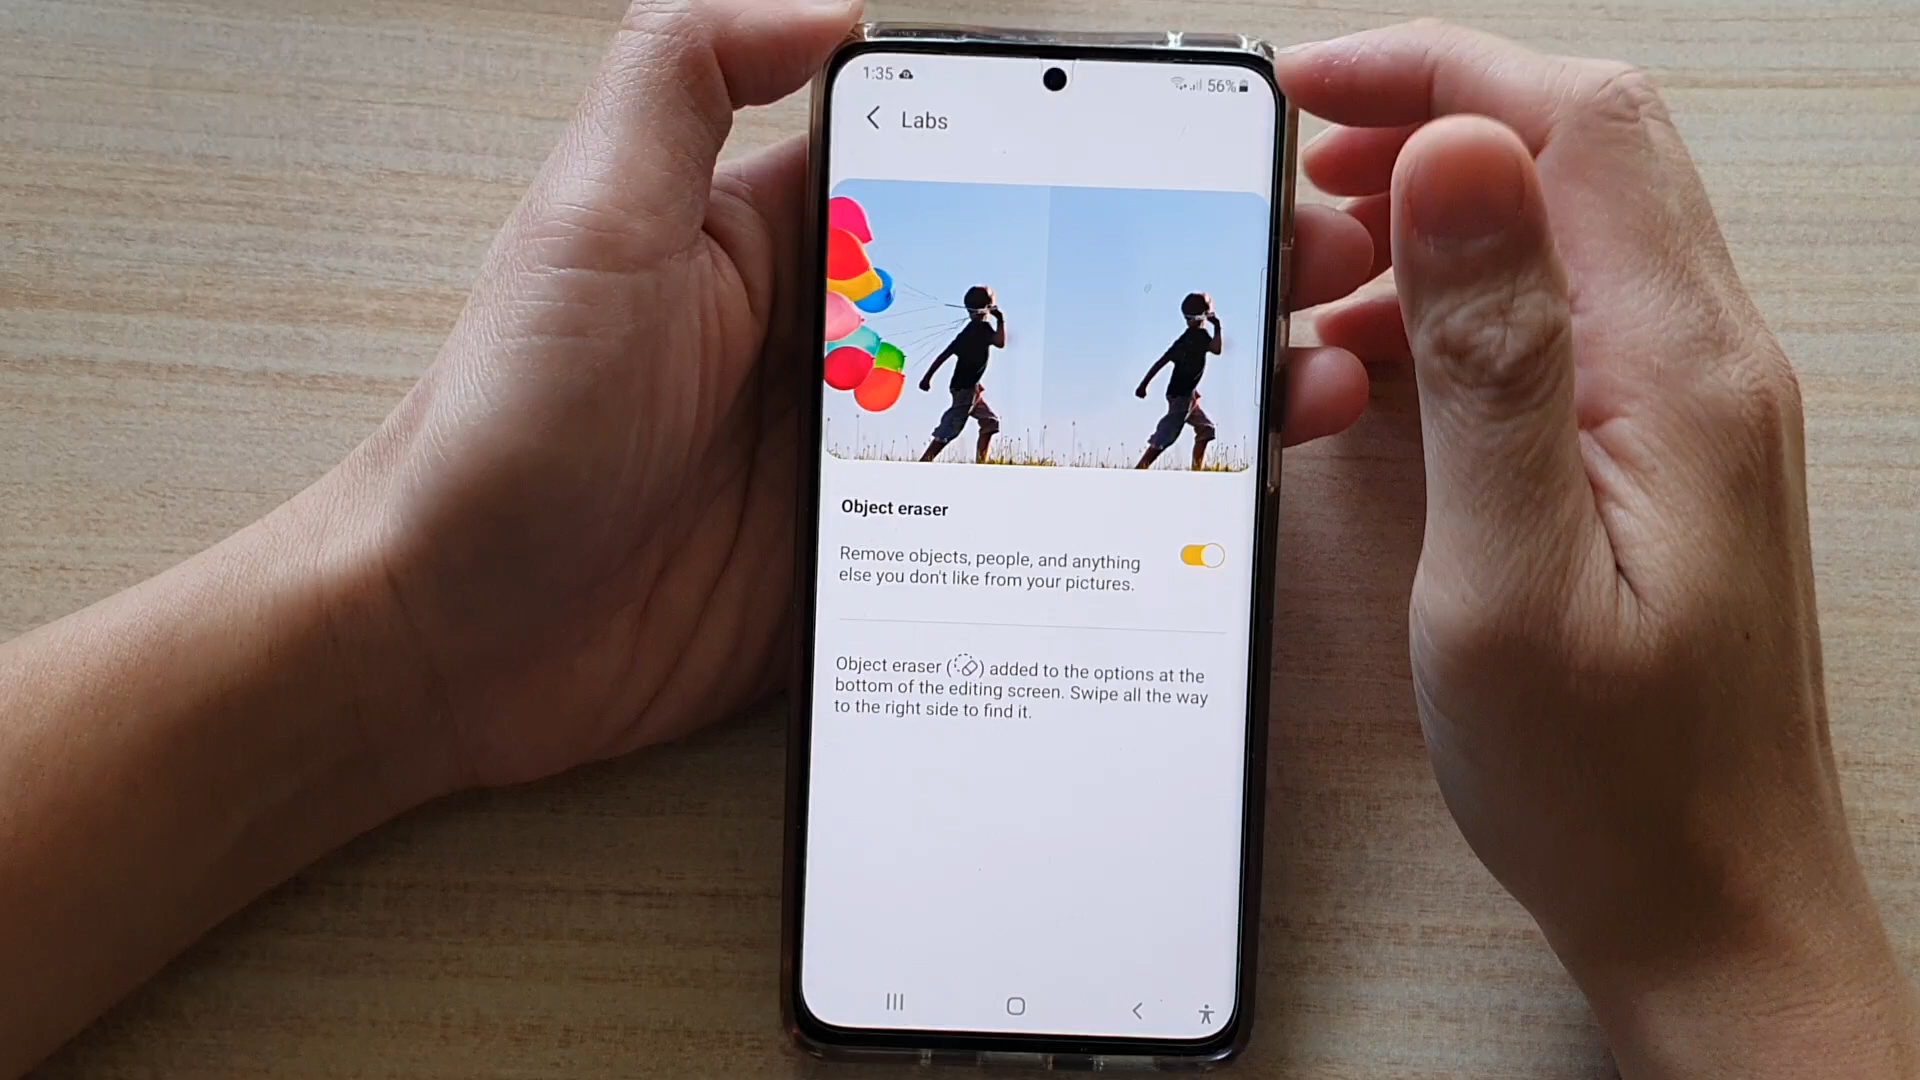 1:35
56%
Labs
Object eraser
Remove objects, people, and anything
else you don't like from your pictures.
Object eraser () added to the options at the
bottom of the editing screen. Swipe all the way
to the right side to find it.